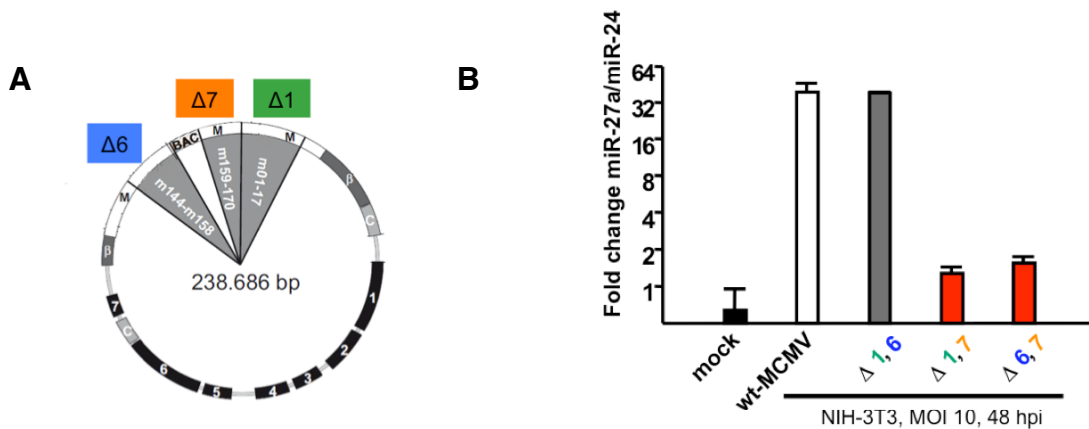 A
Δ7
Δ1
Δ6
BAC
M
M
M
m144-m158
m159-170
m01-17
β
C
β
238.686 bp
1
2
3
4
5
6
C
7
B
Fold change miR-27a/miR-24
64
32
16
8
4
2
1
mock
wt-MCMV
Δ 1,6
Δ 1,7
Δ 6,7
NIH-3T3, MOI 10, 48 hpi